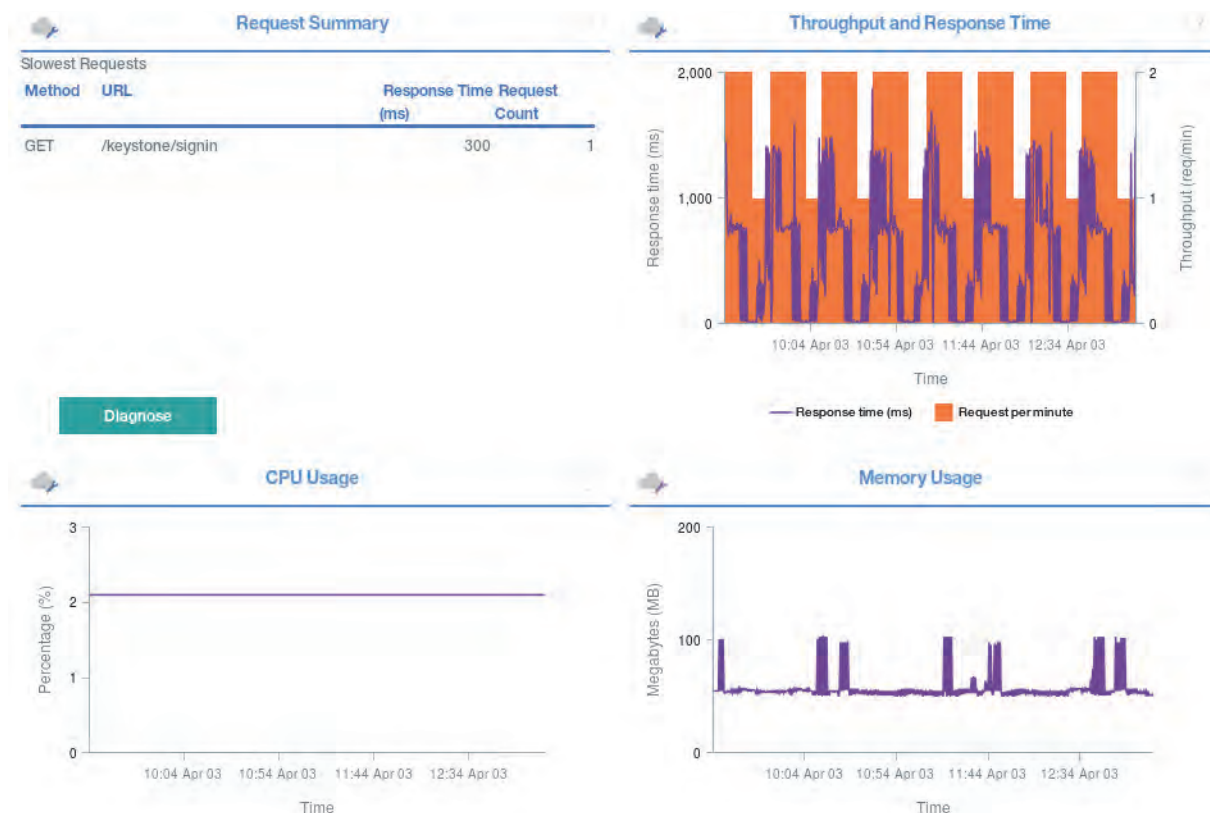 Request Summary
Slowest Requests
Method URL Response Time Request
(ms) Count
GET /keystone/signin 300 1
Diagnose
Throughput and Response Time
2,000 2
1,000 1
0 0
Response time (ms)
Throughput (req/min)
10:04 Apr 03 10:54 Apr 03 11:44 Apr 03 12:34 Apr 03
Time
Response time (ms) Request per minute
CPU Usage
3
2
1
0
Percentage (%)
10:04 Apr 03 10:54 Apr 03 11:44 Apr 03 12:34 Apr 03
Time
Memory Usage
200
100
0
Megabytes (MB)
10:04 Apr 03 10:54 Apr 03 11:44 Apr 03 12:34 Apr 03
Time